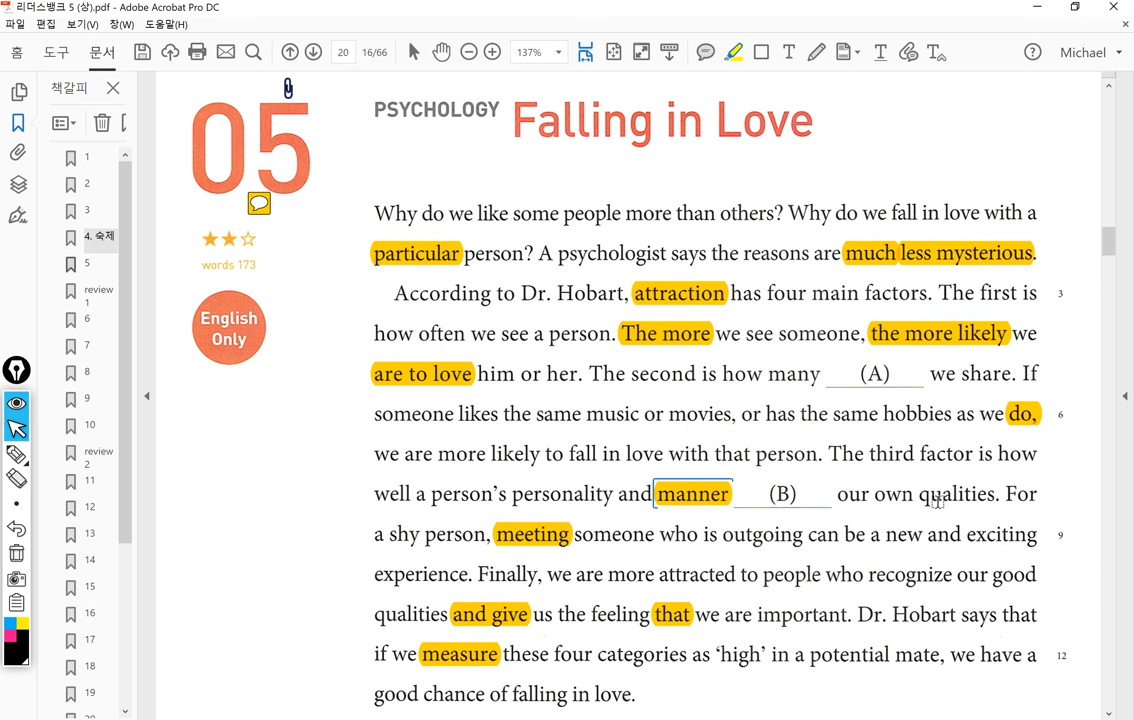 리더스뱅크 5 (상).pdf - Adobe Acrobat Pro DC
파일 편집 보기(V) 창(W) 도움말(H)
홈 도구 문서 20 16/66 137% Michael
책갈피
1
2
3
4. 숙제
5
review 1
6
7
8
9
10
review 2
11
12
13
14
15
16
17
18
19
05
words 173
English
Only
PSYCHOLOGY Falling in Love
Why do we like some people more than others? Why do we fall in love with a
particular person? A psychologist says the reasons are much less mysterious.
According to Dr. Hobart, attraction has four main factors. The first is 3
how often we see a person. The more we see someone, the more likely we
are to love him or her. The second is how many (A) we share. If
someone likes the same music or movies, or has the same hobbies as we do, 6
we are more likely to fall in love with that person. The third factor is how
well a person's personality and manner (B) our own qualities. For
a shy person, meeting someone who is outgoing can be a new and exciting 9
experience. Finally, we are more attracted to people who recognize our good
qualities and give us the feeling that we are important. Dr. Hobart says that
if we measure these four categories as 'high' in a potential mate, we have a 12
good chance of falling in love.